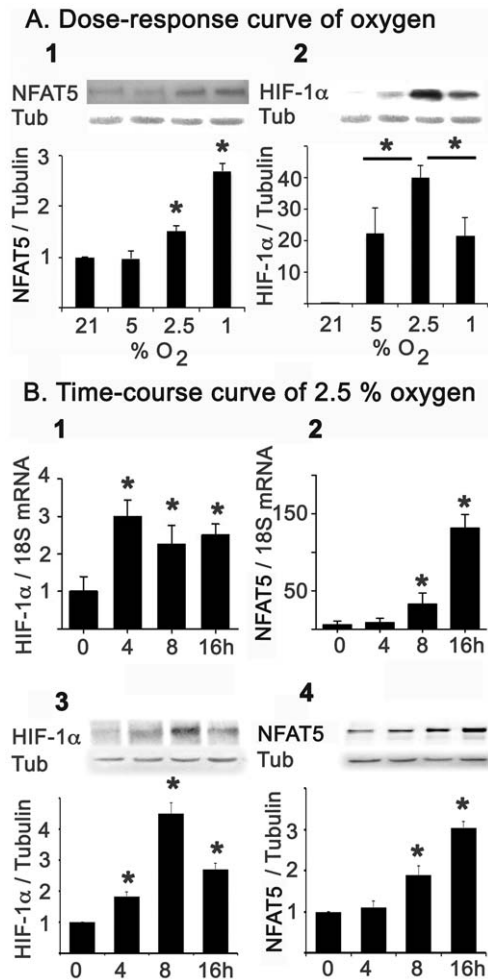 A. Dose-response curve of oxygen
1
NFAT5
Tub
NFAT5 / Tubulin
3
2
1
*
*
21 5 2.5 1
% O2
2
HIF-1α
Tub
HIF-1α / Tubulin
40
30
20
10
*
*
21 5 2.5 1
% O2
B. Time-course curve of 2.5 % oxygen
1
HIF-1α / 18S mRNA
4
3
2
1
*
*
*
0 4 8 16h
2
NFAT5 / 18S mRNA
150
50
*
*
0 4 8 16h
3
HIF-1α
Tub
HIF-1α / Tubulin
4
3
2
1
*
*
*
0 4 8 16h
4
NFAT5
Tub
NFAT5 / Tubulin
3
2
1
*
*
0 4 8 16h